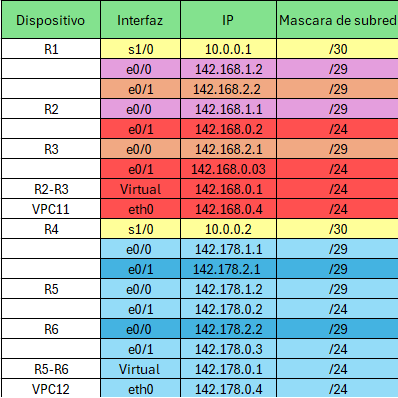 Dispositivo Interfaz IP Mascara de subred
R1 s1/0 10.0.0.1 /30
e0/0 142.168.1.2 /29
e0/1 142.168.2.2 /29
R2 e0/0 142.168.1.1 /29
e0/1 142.168.0.2 /24
R3 e0/0 142.168.2.1 /29
e0/1 142.168.0.03 /24
R2-R3 Virtual 142.168.0.1 /24
VPC11 eth0 142.168.0.4 /24
R4 s1/0 10.0.0.2 /30
e0/0 142.178.1.1 /29
e0/1 142.178.2.1 /29
R5 e0/0 142.178.1.2 /29
e0/1 142.178.0.2 /24
R6 e0/0 142.178.2.2 /29
e0/1 142.178.0.3 /24
R5-R6 Virtual 142.178.0.1 /24
VPC12 eth0 142.178.0.4 /24